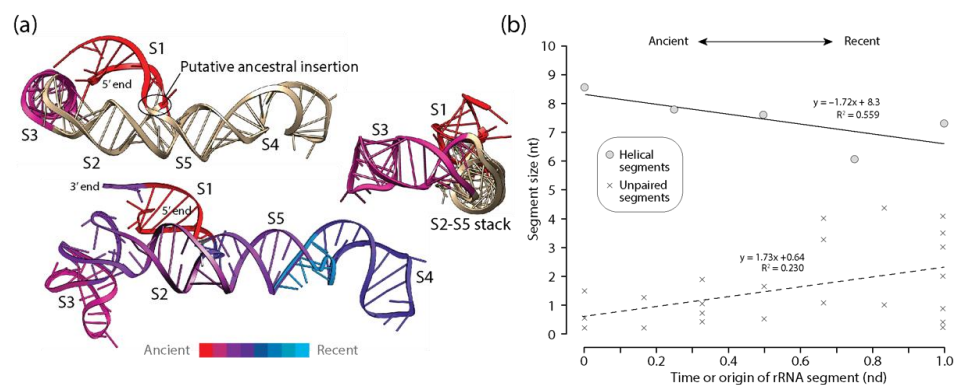 (a)
S1
Putative ancestral insertion
5' end
S3
S2
S5
S4
S1
S3
S2-S5 stack
3' end
S1
5' end
S5
S2
S3
S4
Ancient
Recent
(b)
Ancient
Recent
10
9
8
7
6
5
4
3
2
1
0
Segment size (nt)
y = −1.72x + 8.3
R² = 0.559
Helical
segments
Unpaired
segments
y = 1.73x +0.64
R² = 0.230
0
0.2
0.4
0.6
0.8
1.0
Time or origin of rRNA segment (nd)